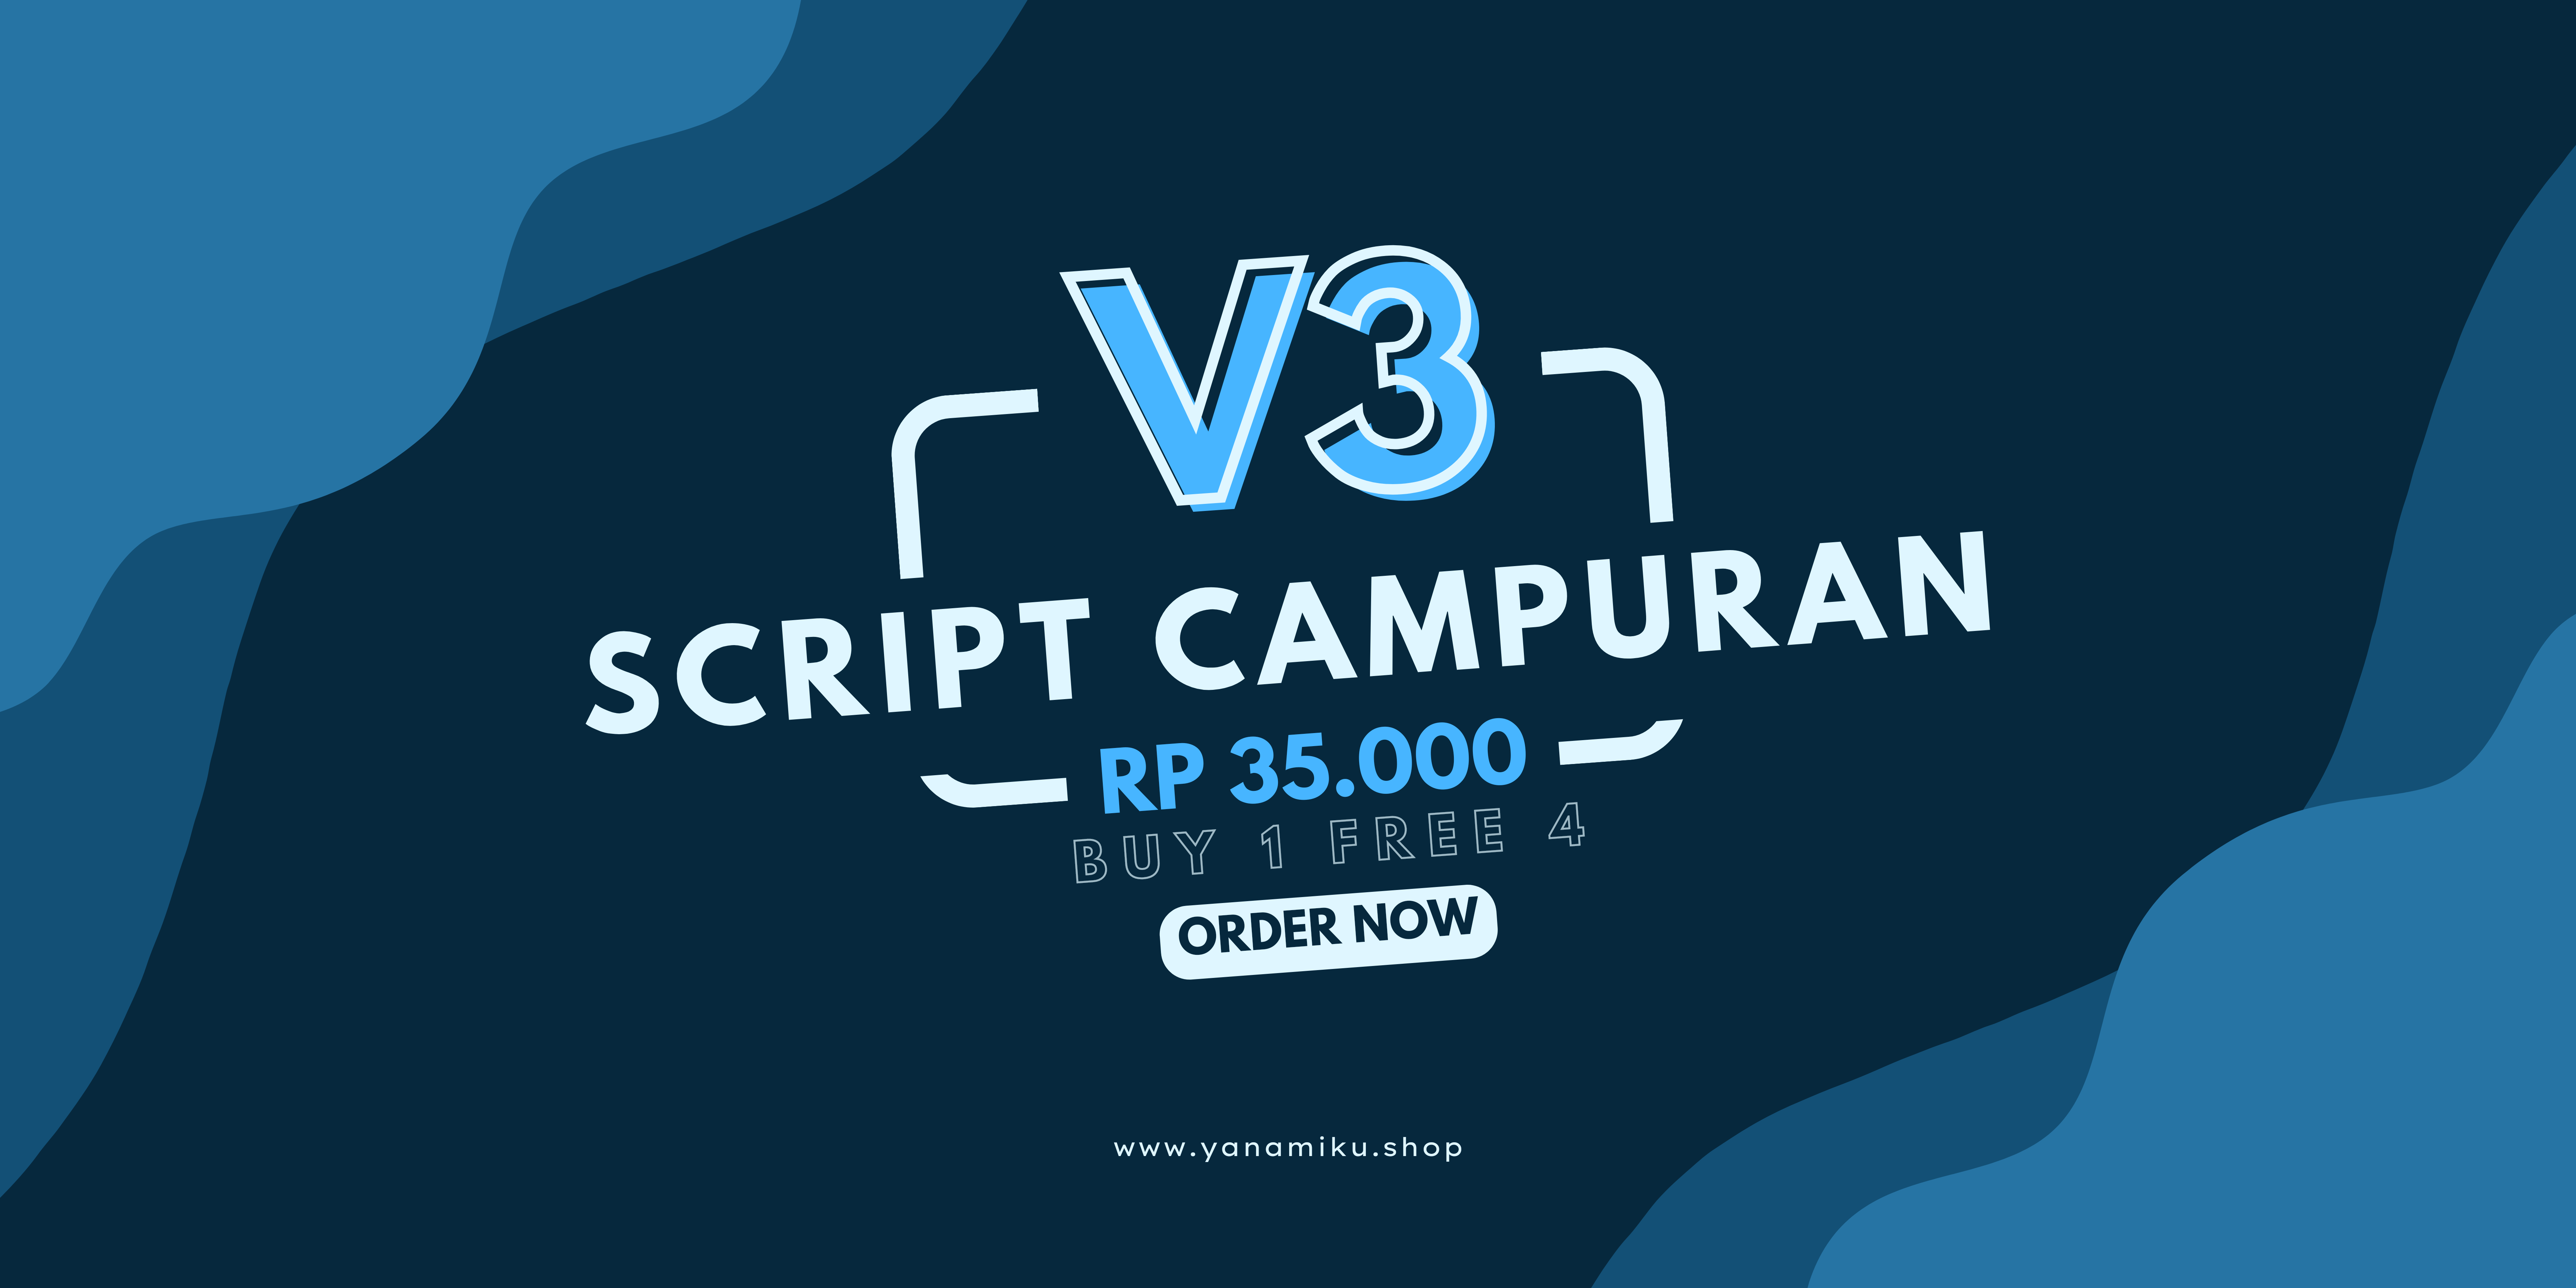 V3
SCRIPT CAMPURAN
RP 35.000
BUY 1 FREE 4
ORDER NOW
www.yanamiku.shop